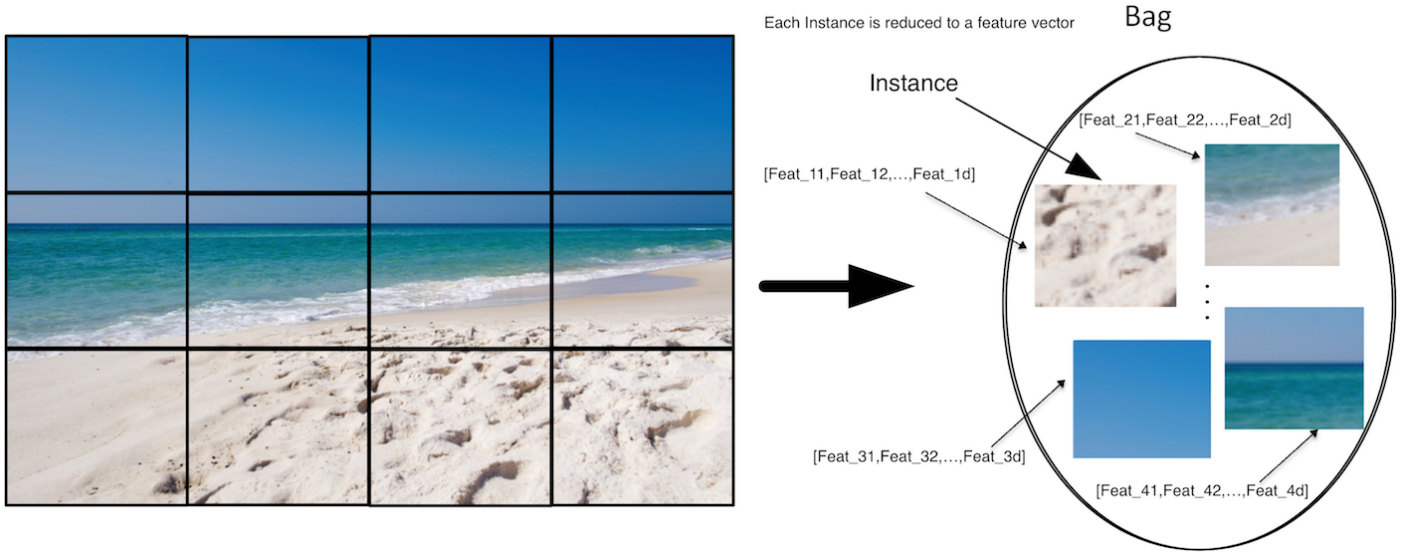 Each Instance is reduced to a feature vector
Bag
Instance
[Feat_21,Feat_22,...,Feat_2d]
[Feat_11,Feat_12,...,Feat_1d]
[Feat_31,Feat_32,...,Feat_3d]
[Feat_41,Feat_42,...,Feat_4d]